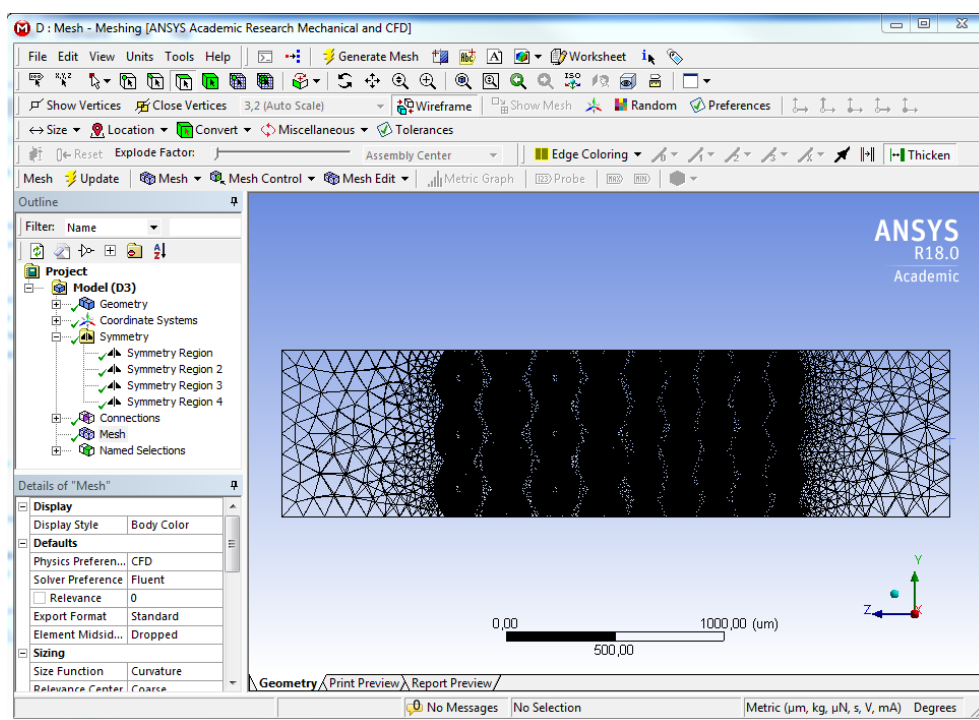 D : Mesh - Meshing [ANSYS Academic Research Mechanical and CFD]
File Edit View Units Tools Help Generate Mesh Worksheet
Show Vertices Close Vertices 3,2 (Auto Scale) Wireframe Show Mesh Random Preferences
Size Location Convert Miscellaneous Tolerances
Reset Explode Factor: Assembly Center Edge Coloring Thicken
Mesh Update Mesh Mesh Control Mesh Edit Metric Graph Probe
Outline
Filter: Name
Project
Model (D3)
Geometry
Coordinate Systems
Symmetry
Symmetry Region
Symmetry Region 2
Symmetry Region 3
Symmetry Region 4
Connections
Mesh
Named Selections
Details of "Mesh"
Display
Display Style Body Color
Defaults
Physics Preferen... CFD
Solver Preference Fluent
Relevance 0
Export Format Standard
Element Midsid... Dropped
Sizing
Size Function Curvature
Relevance Center Coarse
ANSYS
R18.0
Academic
Y
Z
X
0,00 1000,00 (um)
500,00
Geometry Print Preview Report Preview
0 No Messages No Selection Metric (µm, kg, µN, s, V, mA) Degrees